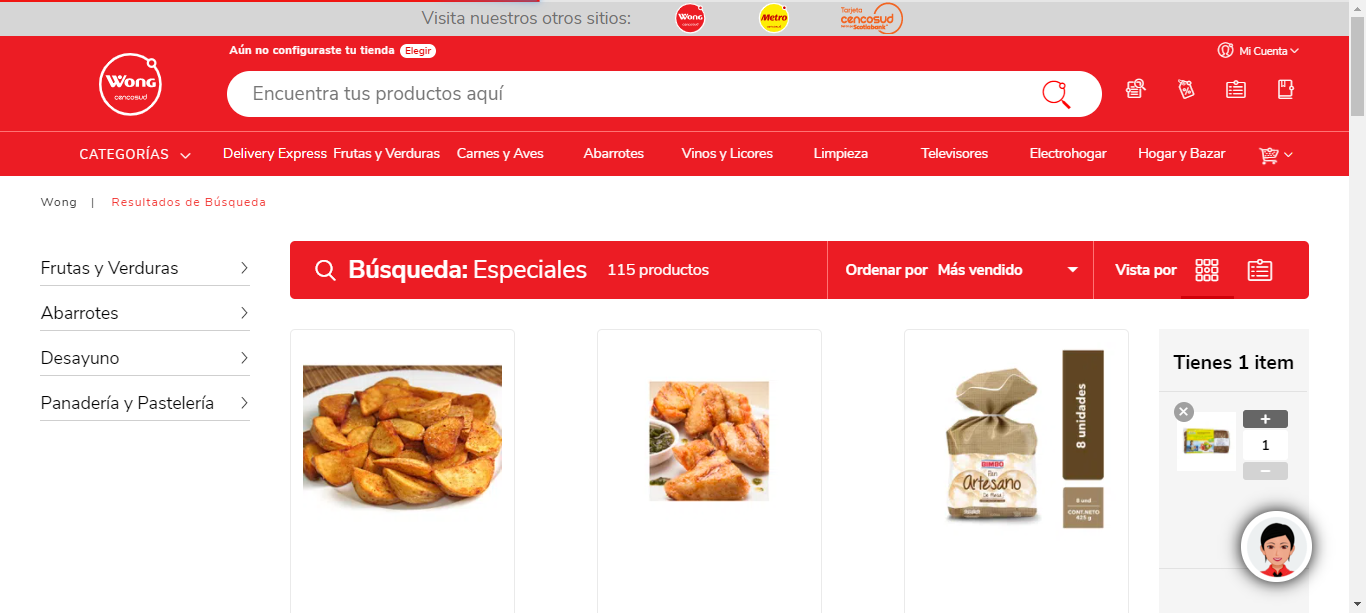 Visita nuestros otros sitios:
Wong
cencosud
Metro
cencosud
Tarjeta
cencosud
Scotiabank
Aún no configuraste tu tienda Elegir
Mi Cuenta
Wong
cencosud
Encuentra tus productos aquí
CATEGORÍAS
Delivery Express
Frutas y Verduras
Carnes y Aves
Abarrotes
Vinos y Licores
Limpieza
Televisores
Electrohogar
Hogar y Bazar
Wong | Resultados de Búsqueda
Frutas y Verduras
Abarrotes
Desayuno
Panadería y Pastelería
Búsqueda: Especiales 115 productos
Ordenar por Más vendido
Vista por
BIMBO
Pan
Artesano
De Papa
8 unidades
8 und
CONT. NETO
425 g
Tienes 1 item
+
1
−